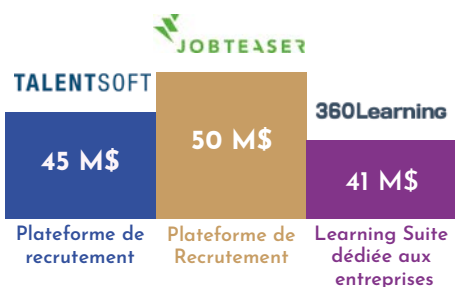 JOBTEASER
TALENTSOFT
360Learning
50 M$
45 M$
41 M$
Plateforme de
recrutement
Plateforme de
Recrutement
Learning Suite
dédiée aux
entreprises